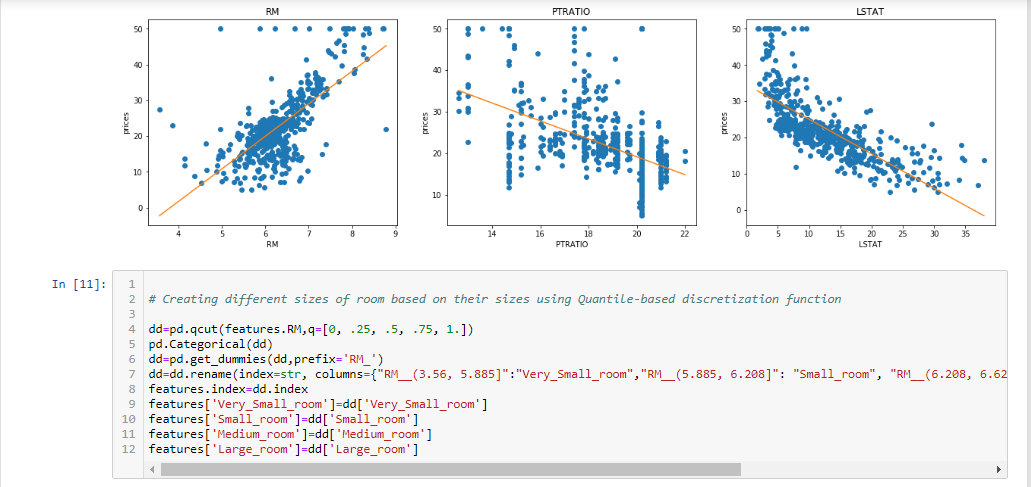 RM
PTRATIO
LSTAT
50
40
30
20
10
0
prices
4 5 6 7 8 9
RM
50
40
30
20
10
prices
14 16 18 20 22
PTRATIO
50
40
30
20
10
0
prices
0 5 10 15 20 25 30 35
LSTAT
In [11]:
1
2 # Creating different sizes of room based on their sizes using Quantile-based discretization function
3
4 dd=pd.qcut(features.RM,q=[0, .25, .5, .75, 1.])
5 pd.Categorical(dd)
6 dd=pd.get_dummies(dd,prefix='RM_')
7 dd=dd.rename(index=str, columns={"RM__(3.56, 5.885]":"Very_Small_room","RM__(5.885, 6.208]": "Small_room", "RM__(6.208, 6.62
8 features.index=dd.index
9 features['Very_Small_room']=dd['Very_Small_room']
10 features['Small_room']=dd['Small_room']
11 features['Medium_room']=dd['Medium_room']
12 features['Large_room']=dd['Large_room']